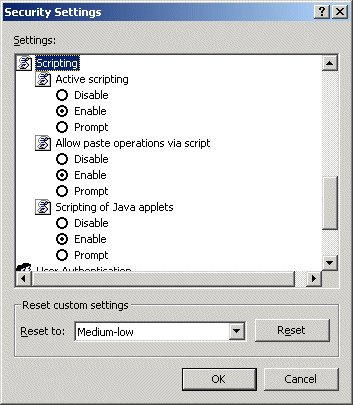 Security Settings
Settings:
Scripting
Active scripting
Disable
Enable
Prompt
Allow paste operations via script
Disable
Enable
Prompt
Scripting of Java applets
Disable
Enable
Prompt
User Authentication
Reset custom settings
Reset to: Medium-low Reset
OK Cancel